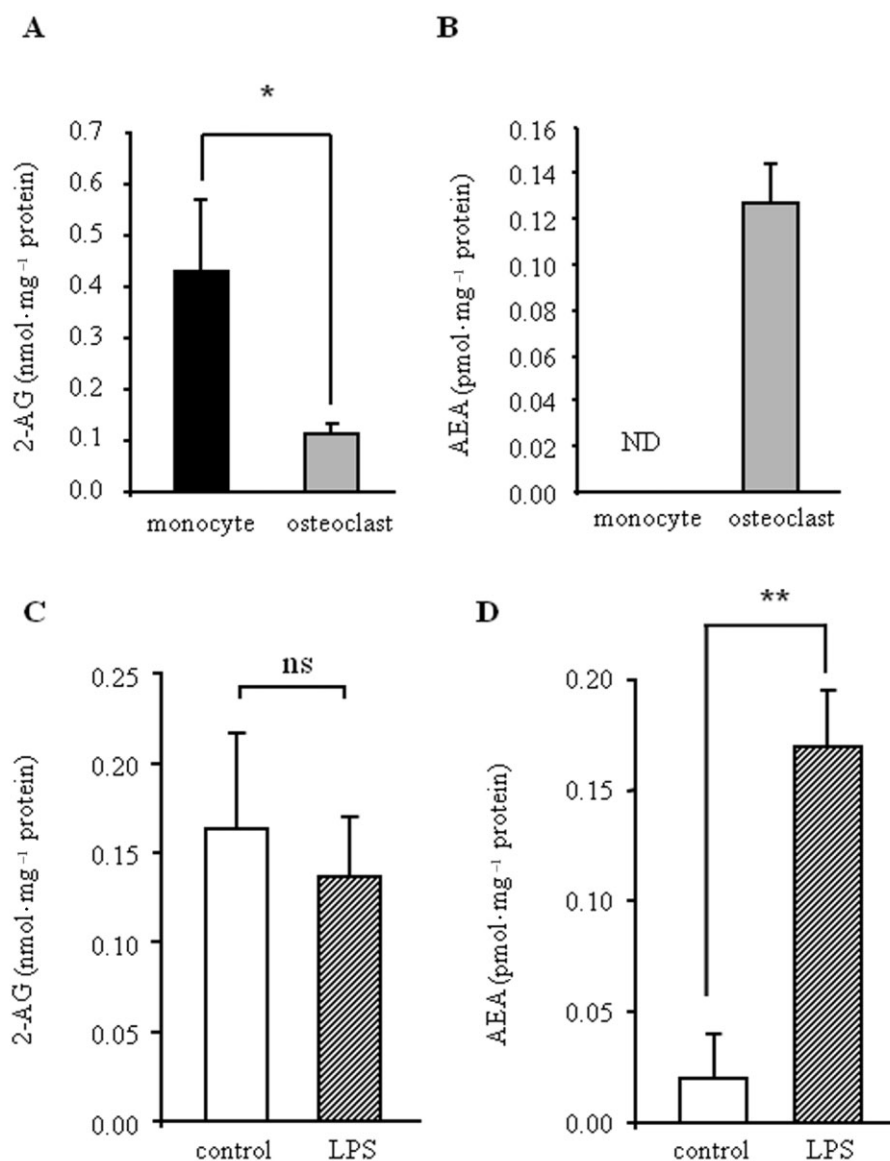 A
*
2-AG (nmol·mg⁻¹ protein)
0.7
0.6
0.5
0.4
0.3
0.2
0.1
0.0
monocyte osteoclast
B
AEA (pmol·mg⁻¹ protein)
0.16
0.14
0.12
0.10
0.08
0.06
0.04
0.02
0.00
ND
monocyte osteoclast
C
ns
2-AG (nmol·mg⁻¹ protein)
0.25
0.20
0.15
0.10
0.05
0.00
control LPS
D
**
AEA (pmol·mg⁻¹ protein)
0.20
0.15
0.10
0.05
0.00
control LPS